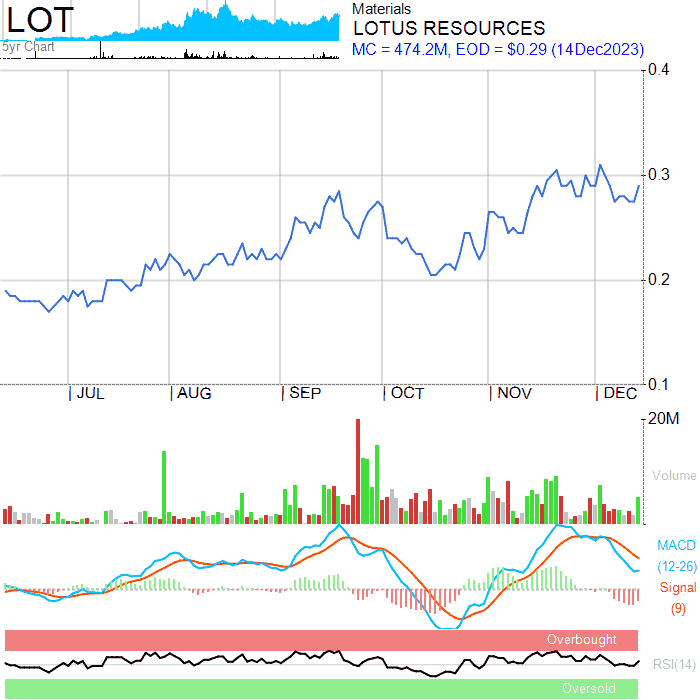 LOT
5yr Chart
Materials
LOTUS RESOURCES
MC = 474.2M, EOD = $0.29 (14Dec2023)
0.4
0.3
0.2
0.1
JUL AUG SEP OCT NOV DEC
20M
Volume
MACD
(12-26)
Signal
(9)
Overbought
RSI(14)
Oversold